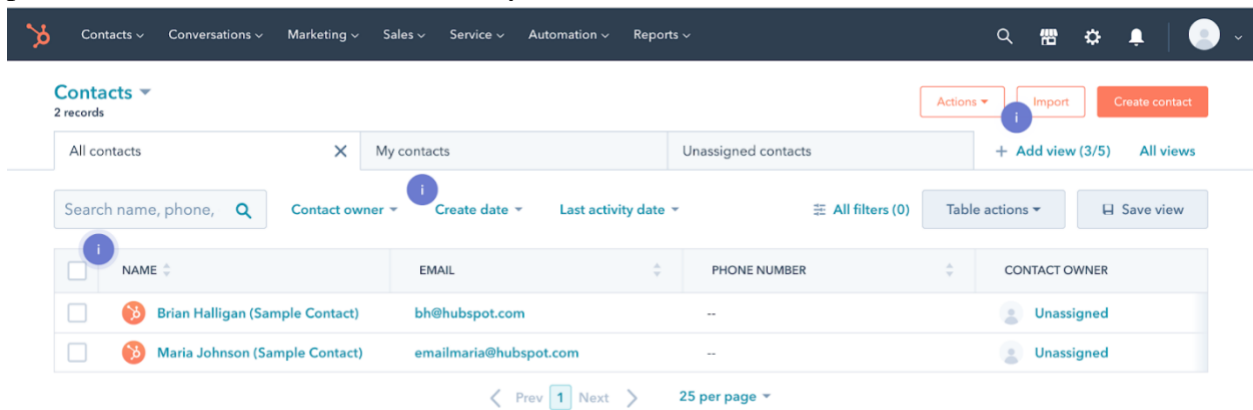 Contacts Conversations Marketing Sales Service Automation Reports
Contacts
2 records
Actions Import Create contact
i
All contacts My contacts Unassigned contacts + Add view (3/5) All views
i
Search name, phone, Contact owner Create date Last activity date All filters (0) Table actions Save view
i
NAME EMAIL PHONE NUMBER CONTACT OWNER
Brian Halligan (Sample Contact) bh@hubspot.com -- Unassigned
Maria Johnson (Sample Contact) emailmaria@hubspot.com -- Unassigned
Prev 1 Next 25 per page